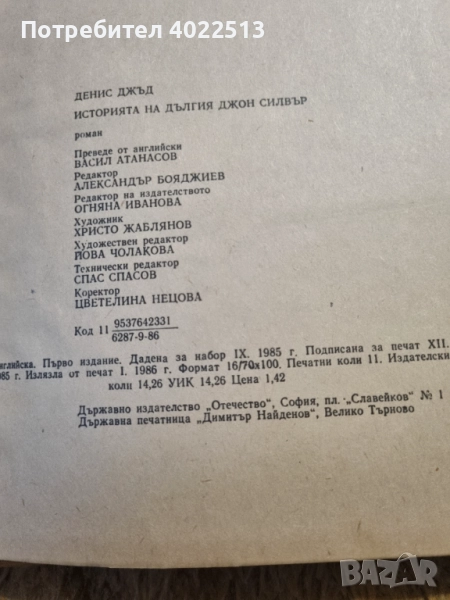 Потребител 4022513
ДЕНИС ДЖЪД
ИСТОРИЯТА НА ДЪЛГИЯ ДЖОН СИЛВЪР
роман
Преведе от английски
ВАСИЛ АТАНАСОВ
Редактор
АЛЕКСАНДЪР БОЯДЖИЕВ
Редактор на издателството
ОГНЯНА ИВАНОВА
Художник
ХРИСТО ЖАБЛЯНОВ
Художествен редактор
ЙОВА ЧОЛАКОВА
Технически редактор
СПАС СПАСОВ
Коректор
ЦВЕТЕЛИНА НЕЦОВА
Код 11 9537642331
6287-9-86
нглийска. Първо издание. Дадена за набор IX. 1985 г. Подписана за печат XII.
985 г. Излязла от печат I. 1986 г. Формат 16/70х100. Печатни коли 11. Издателски
коли 14,26 УИК 14,26 Цена 1,42
Държавно издателство „Отечество“, София, пл. „Славейков“ № 1
Държавна печатница „Димитър Найденов“, Велико Търново
BAZAR
bg